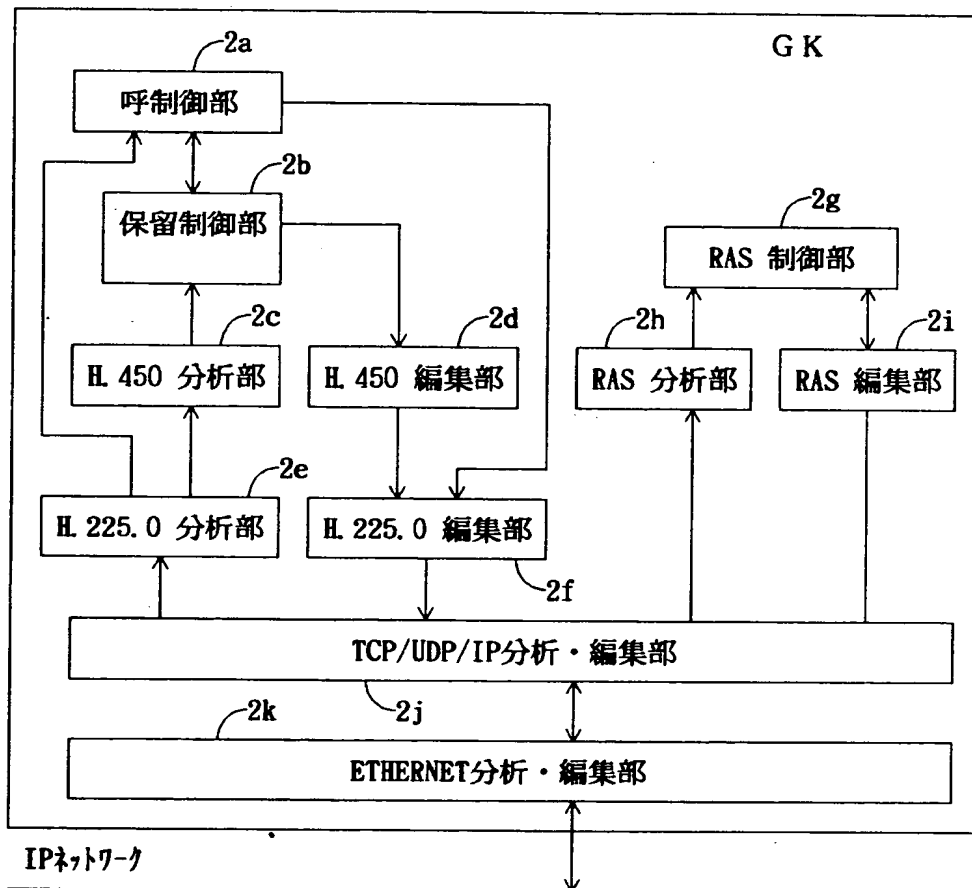 GK
2a
呼制御部
2b
保留制御部
2g
RAS 制御部
2c
H. 450 分析部
2d
H. 450 編集部
2h
RAS 分析部
2i
RAS 編集部
2e
H. 225.0 分析部
H. 225.0 編集部
2f
TCP/UDP/IP分析・編集部
2j
2k
ETHERNET分析・編集部
IPネットワーク